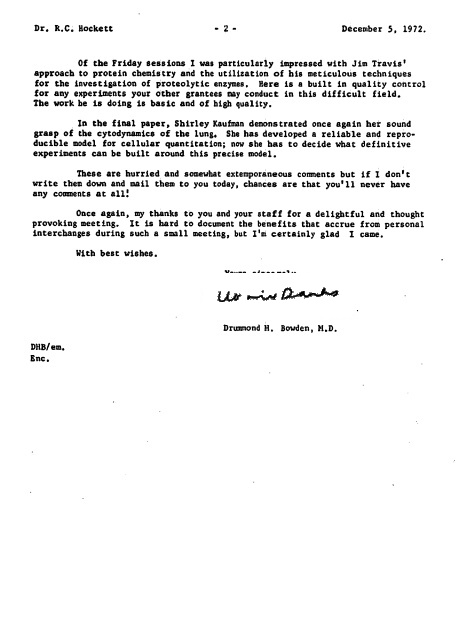 Dr. R.C. Hockett - 2 - December 5, 1972.
Of the Friday sessions I was particularly impressed with Jim Travis'
approach to protein chemistry and the utilization of his meticulous techniques
for the investigation of proteolytic enzymes. Here is a built in quality control
for any experiments your other grantees may conduct in this difficult field.
The work he is doing is basic and of high quality.
In the final paper, Shirley Kaufman demonstrated once again her sound
grasp of the cytodynamics of the lung. She has developed a reliable and repro-
ducible model for cellular quantitation; now she has to decide what definitive
experiments can be built around this precise model.
These are hurried and somewhat extemporaneous comments but if I don't
write them down and mail them to you today, chances are that you'll never have
any comments at all!
Once again, my thanks to you and your staff for a delightful and thought
provoking meeting. It is hard to document the benefits that accrue from personal
interchanges during such a small meeting, but I'm certainly glad I came.
With best wishes.
Drummond H. Bowden, M.D.
DHB/em.
Enc.